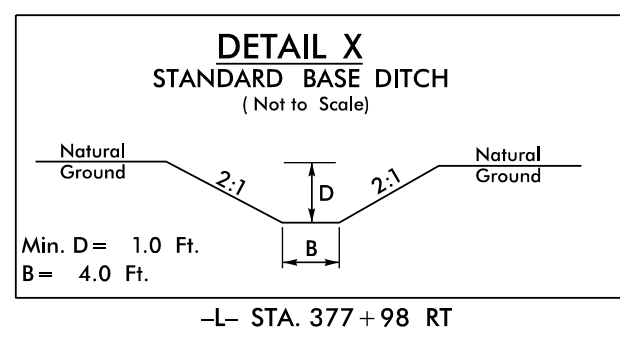 DETAIL X
STANDARD BASE DITCH
( Not to Scale)
Natural
Ground
2:1
D
2:1
Natural
Ground
B
Min. D= 1.0 Ft.
B= 4.0 Ft.
-L- STA. 377+98 RT